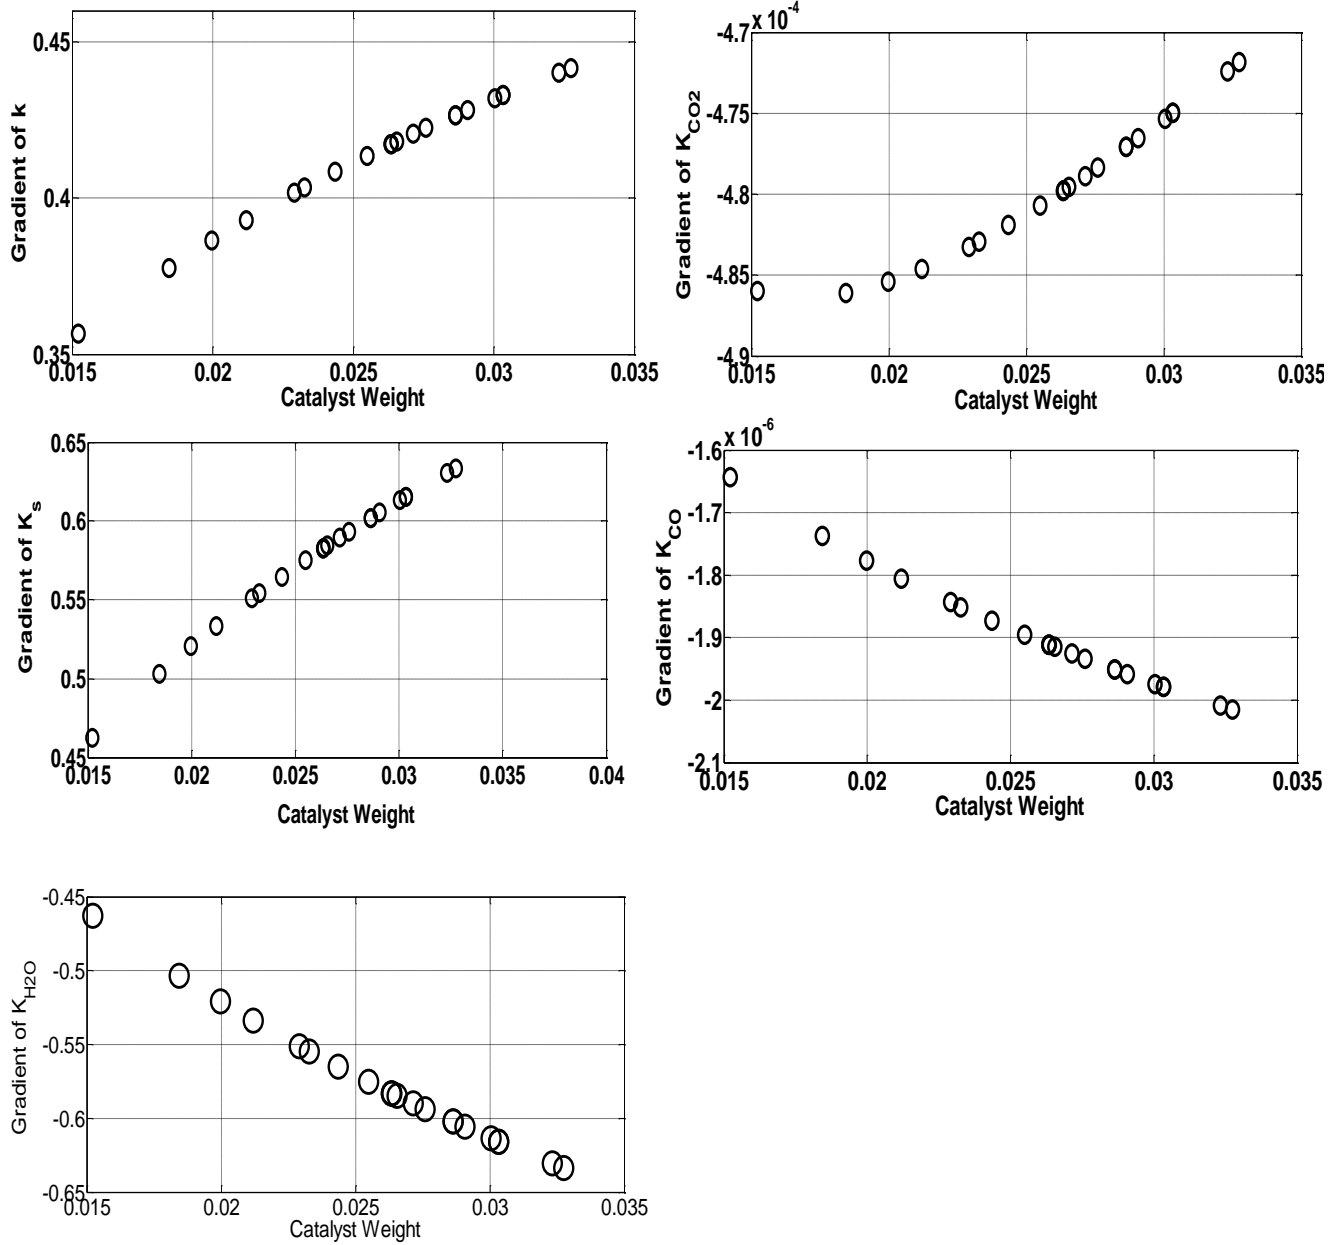 Gradient of k
0.45
0.4
0.35
0.015 0.02 0.025 0.03 0.035
Catalyst Weight
x 10^-4
Gradient of K_CO2
-4.7
-4.75
-4.8
-4.85
-4.9
0.015 0.02 0.025 0.03 0.035
Catalyst Weight
Gradient of K_s
0.65
0.6
0.55
0.5
0.45
0.015 0.02 0.025 0.03 0.035 0.04
Catalyst Weight
x 10^-6
Gradient of K_CO
-1.6
-1.7
-1.8
-1.9
-2
-2.1
0.015 0.02 0.025 0.03 0.035
Catalyst Weight
Gradient of K_H2O
-0.45
-0.5
-0.55
-0.6
-0.65
0.015 0.02 0.025 0.03 0.035
Catalyst Weight